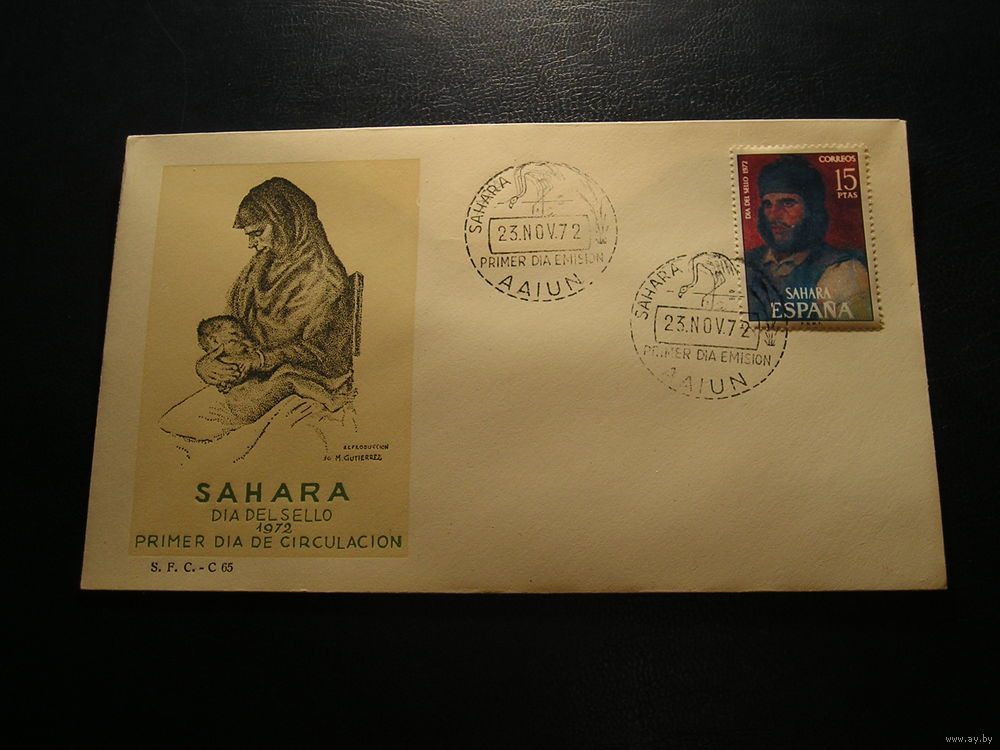 REPRODUCCION
M. GUTIERREZ
SAHARA
DIA DEL SELLO
1972
PRIMER DIA DE CIRCULACION
S. F. C. - C 65
SAHARA
23.NOV.72
PRIMER DIA EMISION
AAIUN
SAHARA
23.NOV.72
PRIMER DIA EMISION
AAIUN
DIA DEL SELLO 1972
CORREOS
15
PTAS
SAHARA
ESPAÑA
www.ay.by